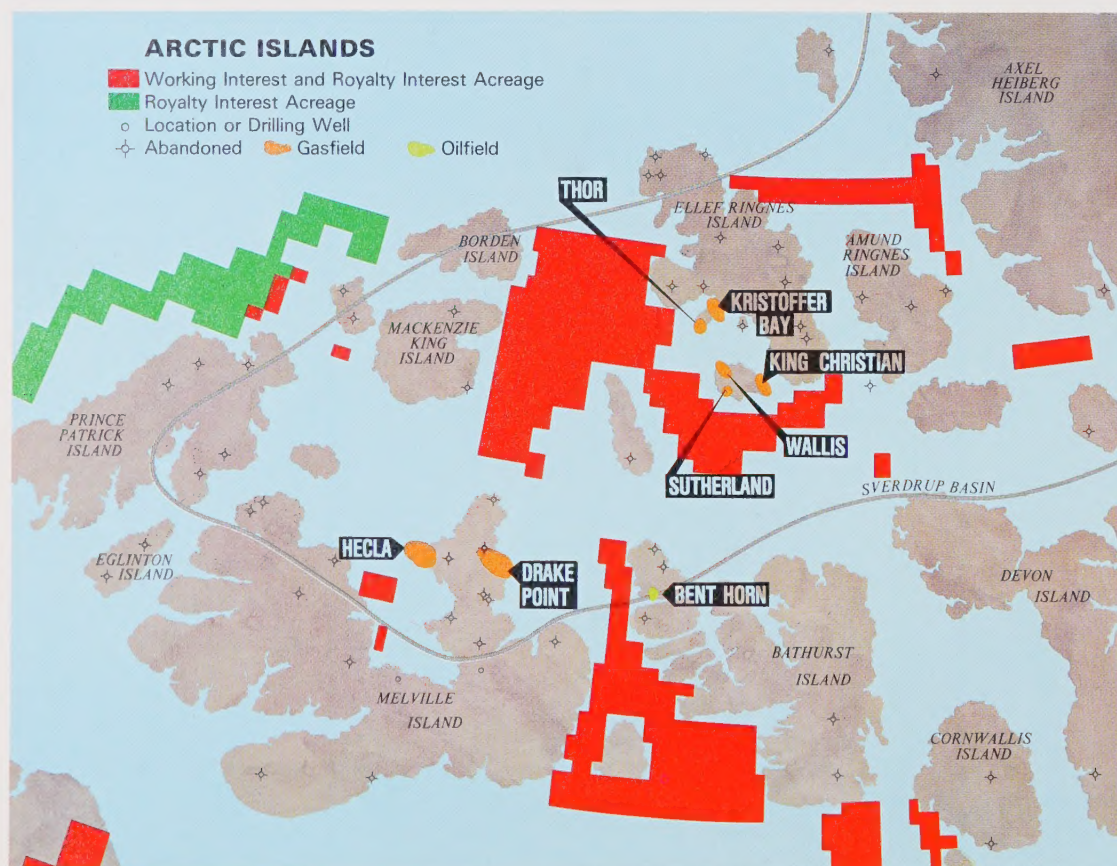 ARCTIC ISLANDS
Working Interest and Royalty Interest Acreage
Royalty Interest Acreage
Location or Drilling Well
Abandoned Gasfield Oilfield
AXEL
HEIBERG
ISLAND
THOR
ELLEF RINGNES
ISLAND
BORDEN
ISLAND
AMUND
RINGNES
ISLAND
KRISTOFFER
BAY
MACKENZIE
KING
ISLAND
KING CHRISTIAN
PRINCE
PATRICK
ISLAND
WALLIS
SUTHERLAND
SVERDRUP BASIN
HECLA
EGLINTON
ISLAND
DRAKE
POINT
BENT HORN
DEVON
ISLAND
BATHURST
ISLAND
MELVILLE
ISLAND
CORNWALLIS
ISLAND